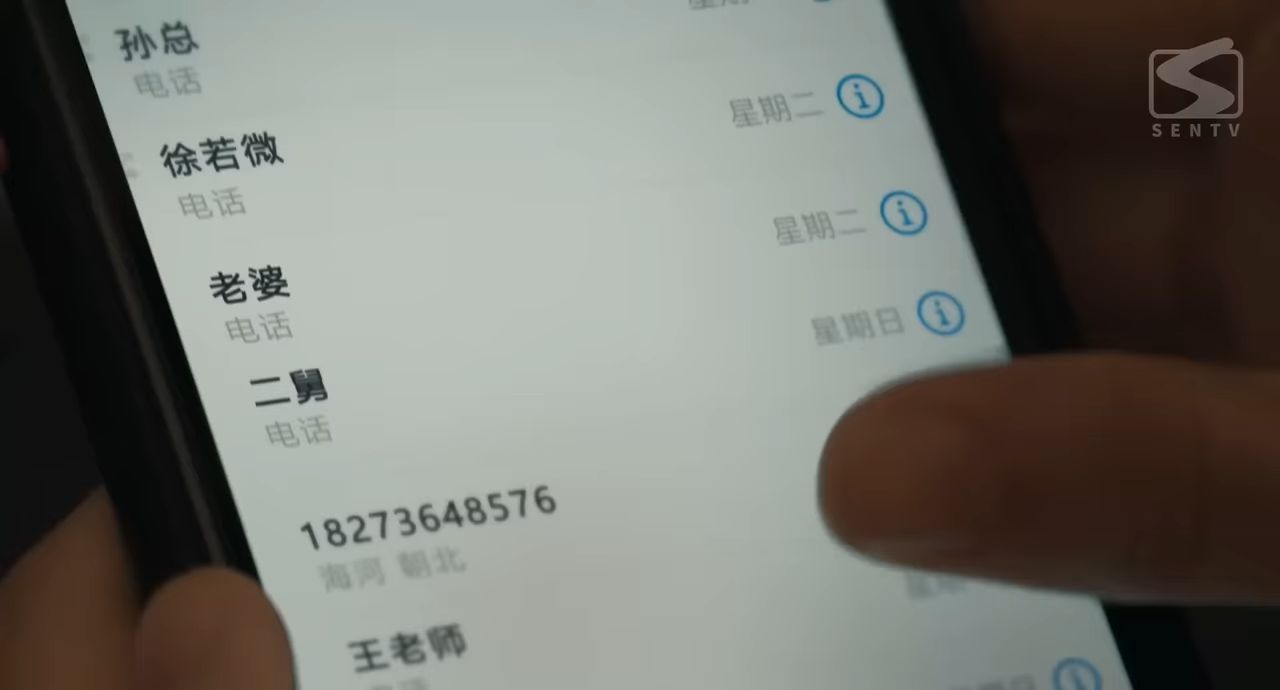 孙总
电话
SENTV
徐若微
星期二
电话
老婆
星期二
电话
二舅
星期日
电话
18273648576
海河 朝北
王老师